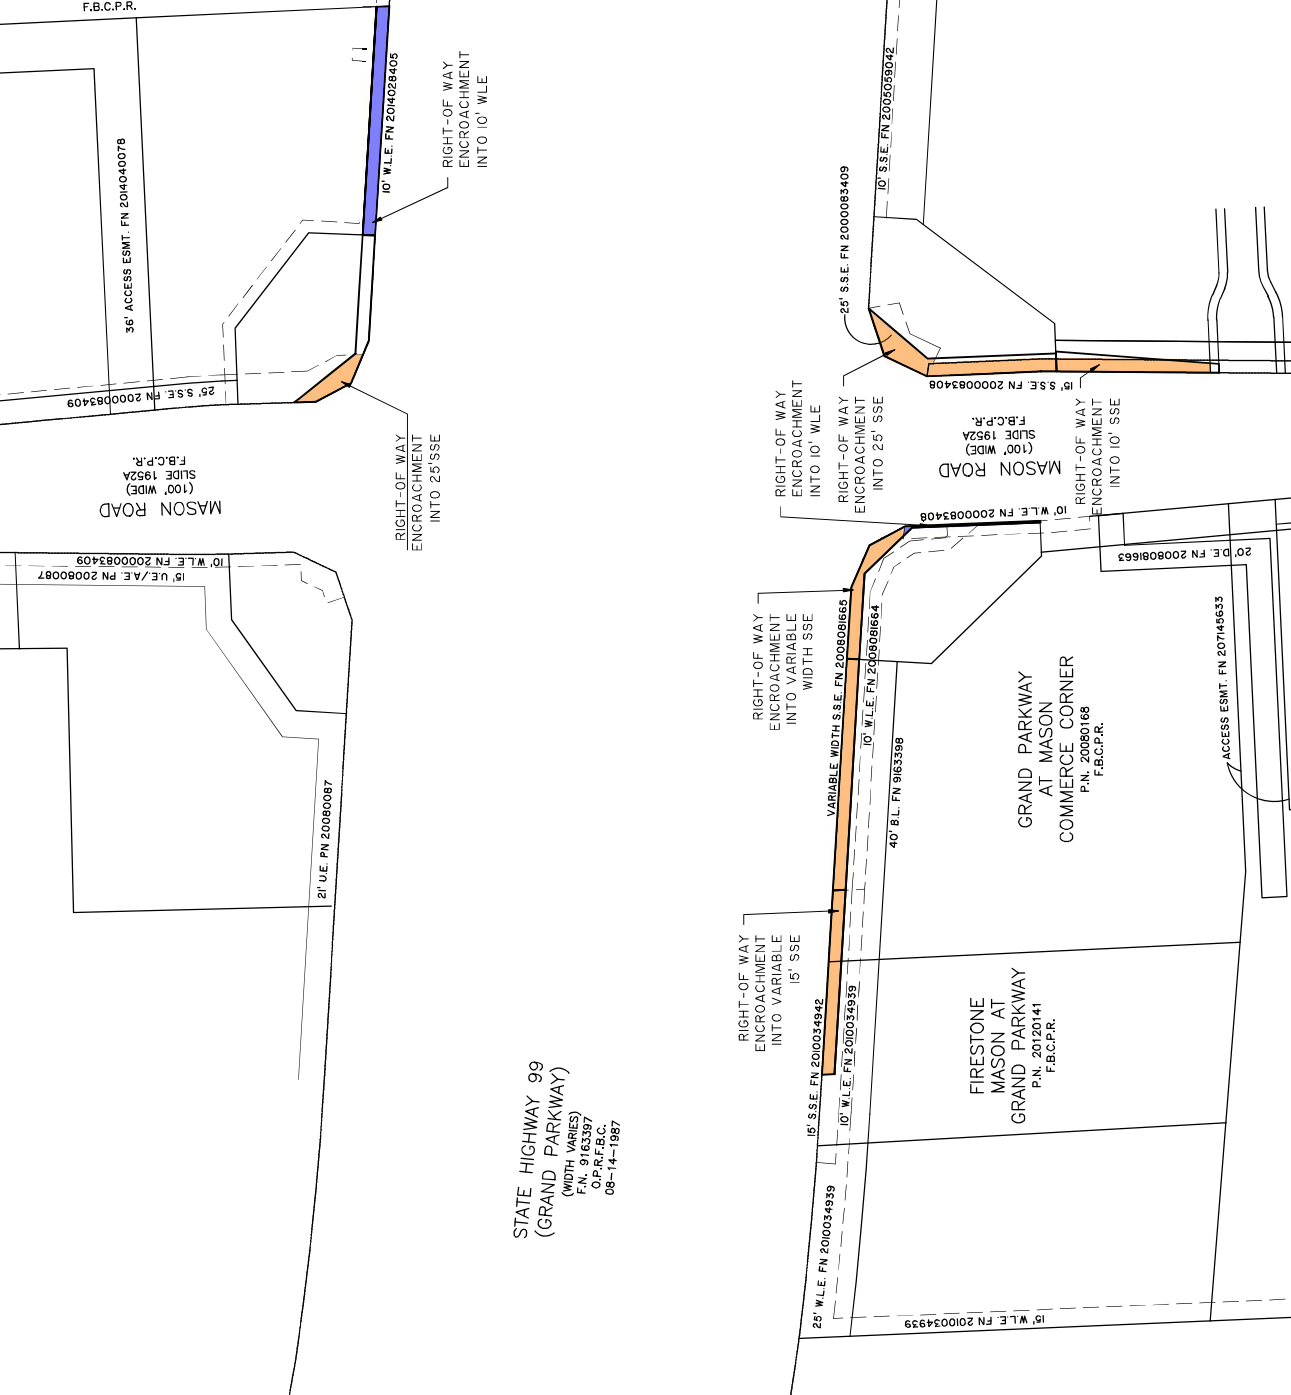 F.B.C.P.R.
36' ACCESS ESMT. FN 2014040078
10' W.L.E. FN 2014028405
RIGHT-OF WAY
ENCROACHMENT
INTO 10' WLE
25' S.S.E. FN 2000083409
MASON ROAD
(100' WIDE)
SLIDE 1952A
F.B.C.P.R.
RIGHT-OF WAY
ENCROACHMENT
INTO 25'SSE
10' W.L.E. FN 2000083409
15' U.E./A.E. PN 20080087
21' U.E. PN 20080087
STATE HIGHWAY 99
(GRAND PARKWAY)
(WIDTH VARIES)
F.N. 9163397
O.P.R.F.B.C.
08-14-1987
10' S.S.E. FN 2005059042
25' S.S.E. FN 2000083409
15' S.S.E. FN 2000083408
RIGHT-OF WAY
ENCROACHMENT
INTO 10' WLE
RIGHT-OF WAY
ENCROACHMENT
INTO 25' SSE
MASON ROAD
(100' WIDE)
SLIDE 1952A
F.B.C.P.R.
RIGHT-OF WAY
ENCROACHMENT
INTO 10' SSE
10' W.L.E. FN 2000083408
20' D.E. FN 2008081663
RIGHT-OF WAY
ENCROACHMENT
INTO VARIABLE
WIDTH SSE
VARIABLE WIDTH S.S.E. FN 2008081665
10' W.L.E. FN 2008081664
40' B.L. FN 9163398
GRAND PARKWAY
AT MASON
COMMERCE CORNER
P.N. 20080168
F.B.C.P.R.
ACCESS ESMT. FN 207145633
RIGHT-OF WAY
ENCROACHMENT
INTO VARIABLE
15' SSE
15' S.S.E. FN 2010034942
10' W.L.E. FN 2010034939
FIRESTONE
MASON AT
GRAND PARKWAY
P.N. 20120141
F.B.C.P.R.
25' W.L.E. FN 2010034939
15' W.L.E. FN 2010034939